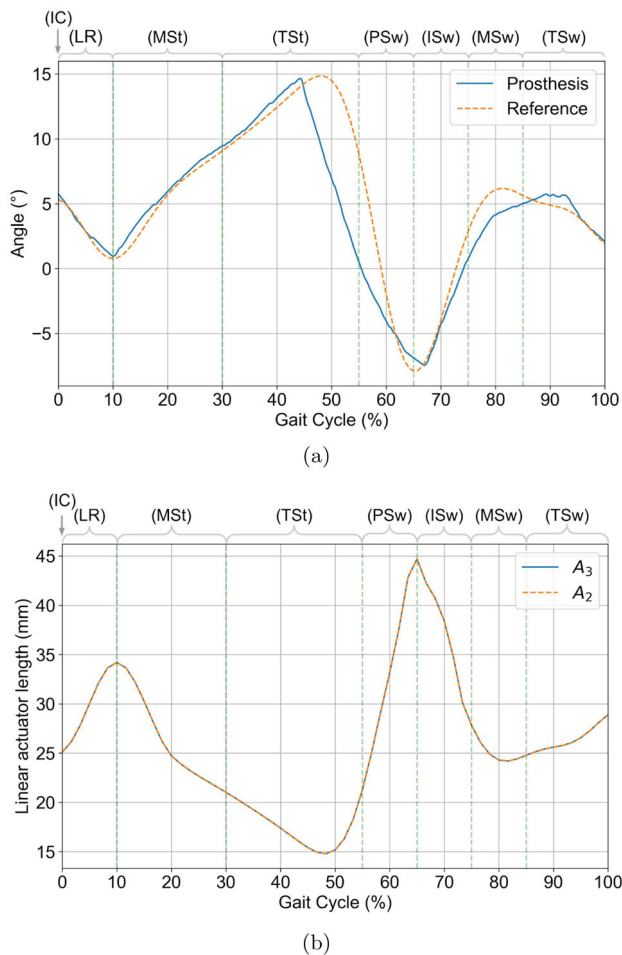 (IC)
(LR) (MSt) (TSt) (PSw) (ISw) (MSw) (TSw)
15
10
5
0
−5
Angle (°)
Prosthesis
Reference
0 10 20 30 40 50 60 70 80 90 100
Gait Cycle (%)
(a)
(IC)
(LR) (MSt) (TSt) (PSw) (ISw) (MSw) (TSw)
45
40
35
30
25
20
15
Linear actuator length (mm)
A3
A2
0 10 20 30 40 50 60 70 80 90 100
Gait Cycle (%)
(b)